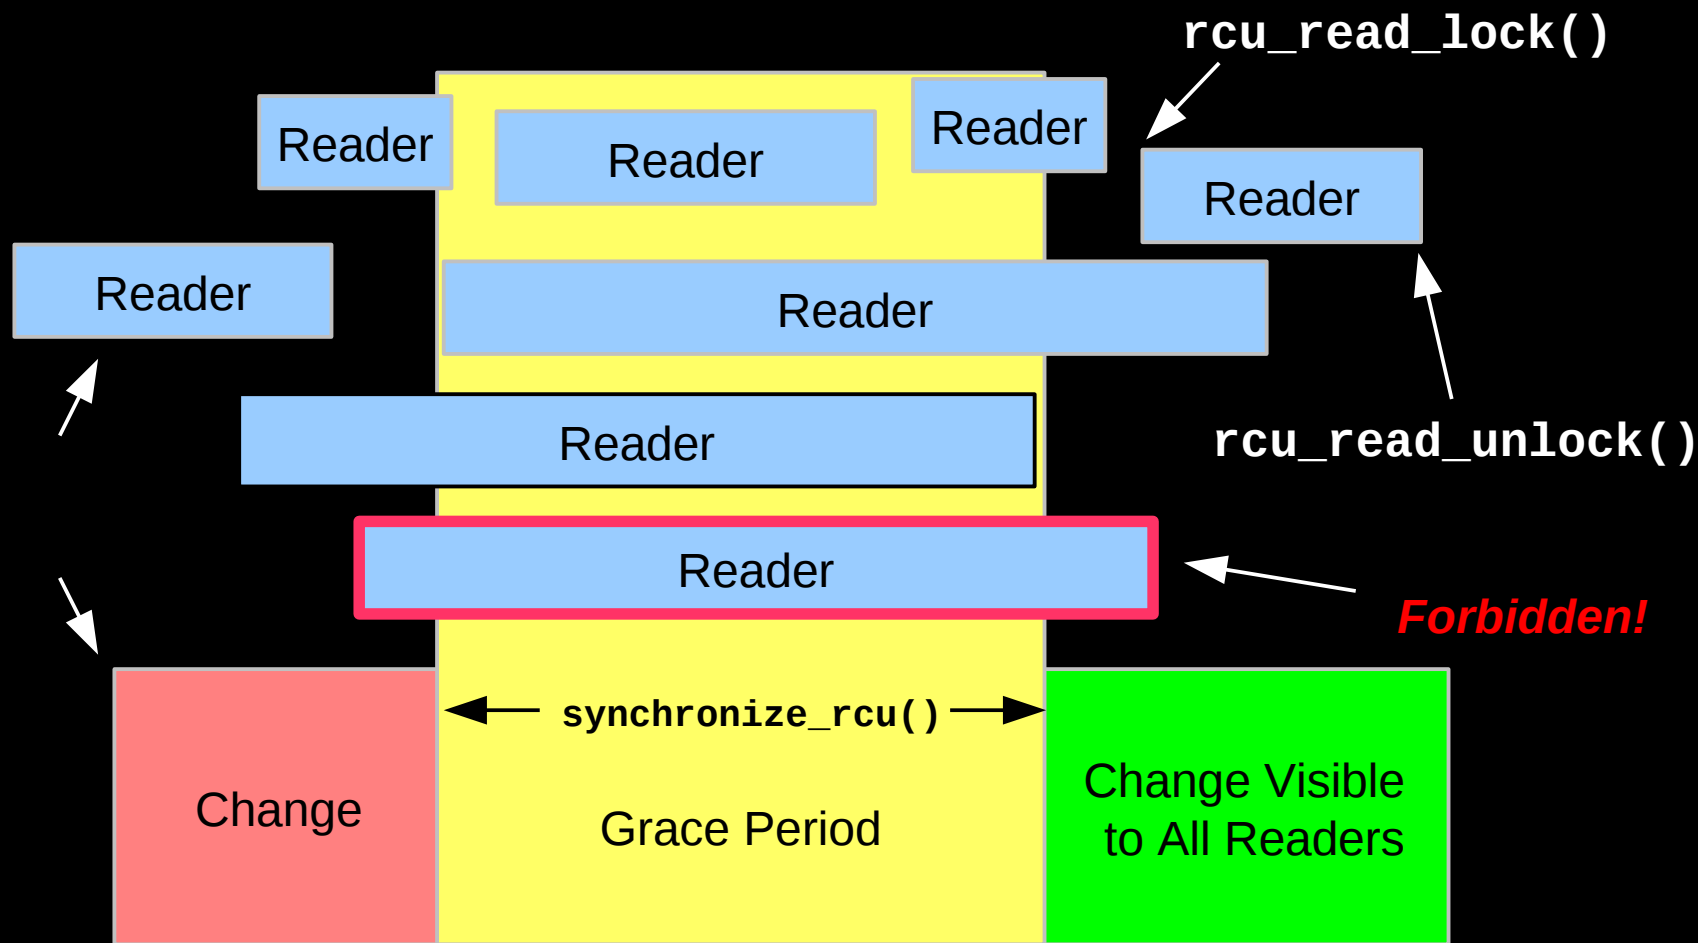 rcu_read_lock()
Reader
Reader
Reader
Reader
Reader
Reader
Reader
rcu_read_unlock()
Reader
Forbidden!
synchronize_rcu()
Change
Grace Period
Change Visible
to All Readers